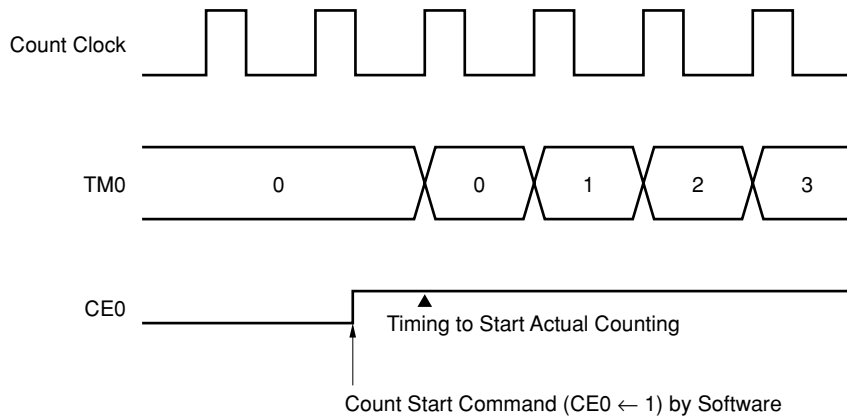 Count Clock
TM0
0
0
1
2
3
CE0
Timing to Start Actual Counting
Count Start Command (CE0 ← 1) by Software